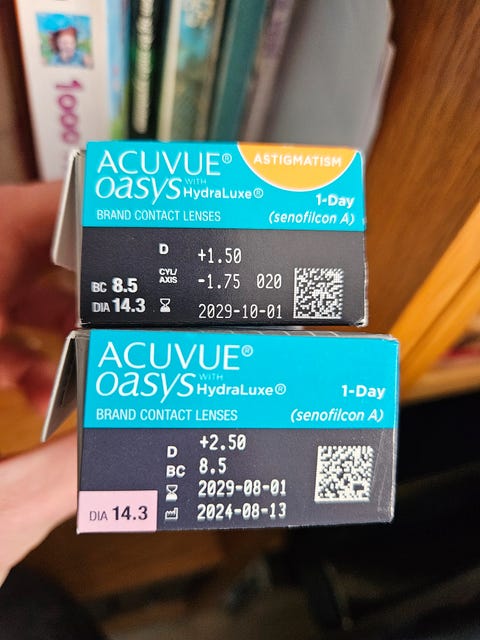 1000
ACUVUE®
ASTIGMATISM
OASYS WITH HydraLuxe®
1-Day
BRAND CONTACT LENSES
(senofilcon A)
D +1.50
CYL/AXIS -1.75 020
BC 8.5
DIA 14.3
2029-10-01
ACUVUE®
OASYS WITH HydraLuxe®
1-Day
BRAND CONTACT LENSES
(senofilcon A)
D +2.50
BC 8.5
2029-08-01
DIA 14.3
2024-08-13